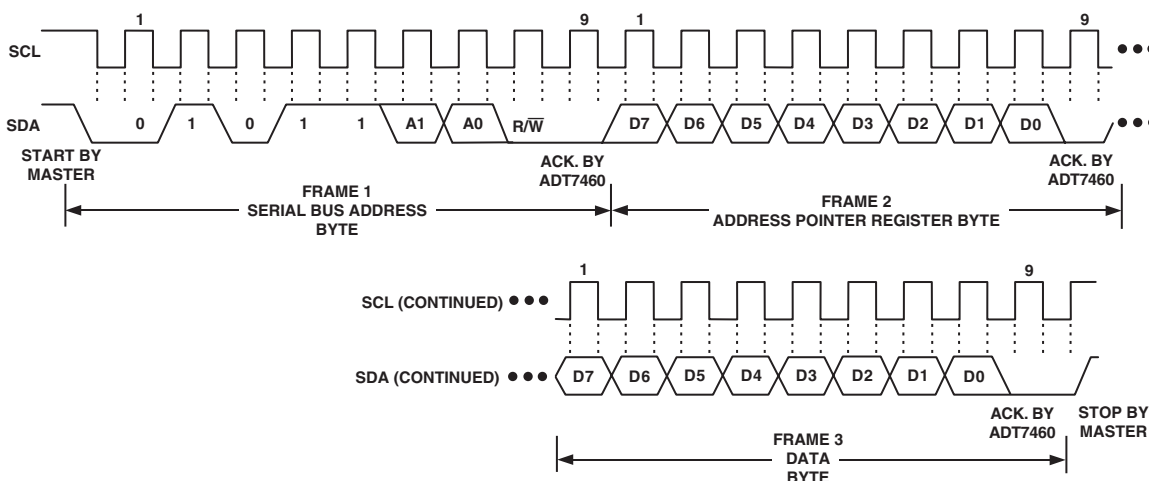 1 9 1 9
SCL
SDA 0 1 0 1 1 A1 A0 R/W̅ D7 D6 D5 D4 D3 D2 D1 D0
START BY
MASTER
ACK. BY
ADT7460
ACK. BY
ADT7460
FRAME 1
SERIAL BUS ADDRESS
BYTE
FRAME 2
ADDRESS POINTER REGISTER BYTE
1 9
SCL (CONTINUED)
SDA (CONTINUED) D7 D6 D5 D4 D3 D2 D1 D0
ACK. BY
ADT7460
STOP BY
MASTER
FRAME 3
DATA
BYTE